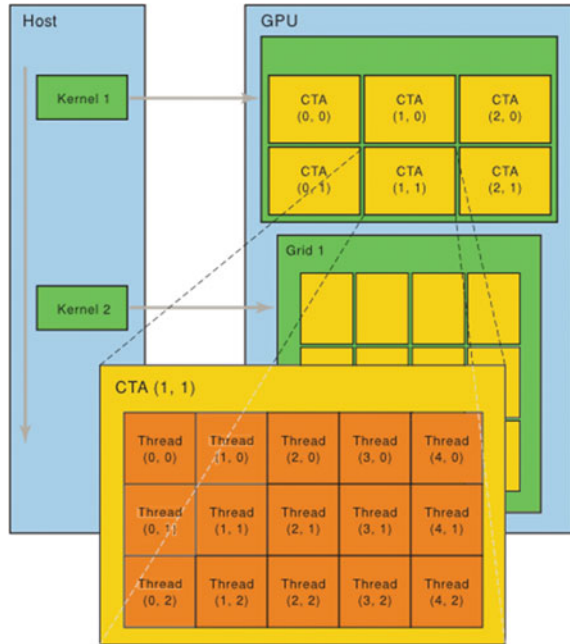 Host
GPU
Kernel 1
CTA
(0, 0)
CTA
(1, 0)
CTA
(2, 0)
CTA
(0, 1)
CTA
(1, 1)
CTA
(2, 1)
Grid 1
Kernel 2
CTA (1, 1)
Thread
(0, 0)
Thread
(1, 0)
Thread
(2, 0)
Thread
(3, 0)
Thread
(4, 0)
Thread
(0, 1)
Thread
(1, 1)
Thread
(2, 1)
Thread
(3, 1)
Thread
(4, 1)
Thread
(0, 2)
Thread
(1, 2)
Thread
(2, 2)
Thread
(3, 2)
Thread
(4, 2)